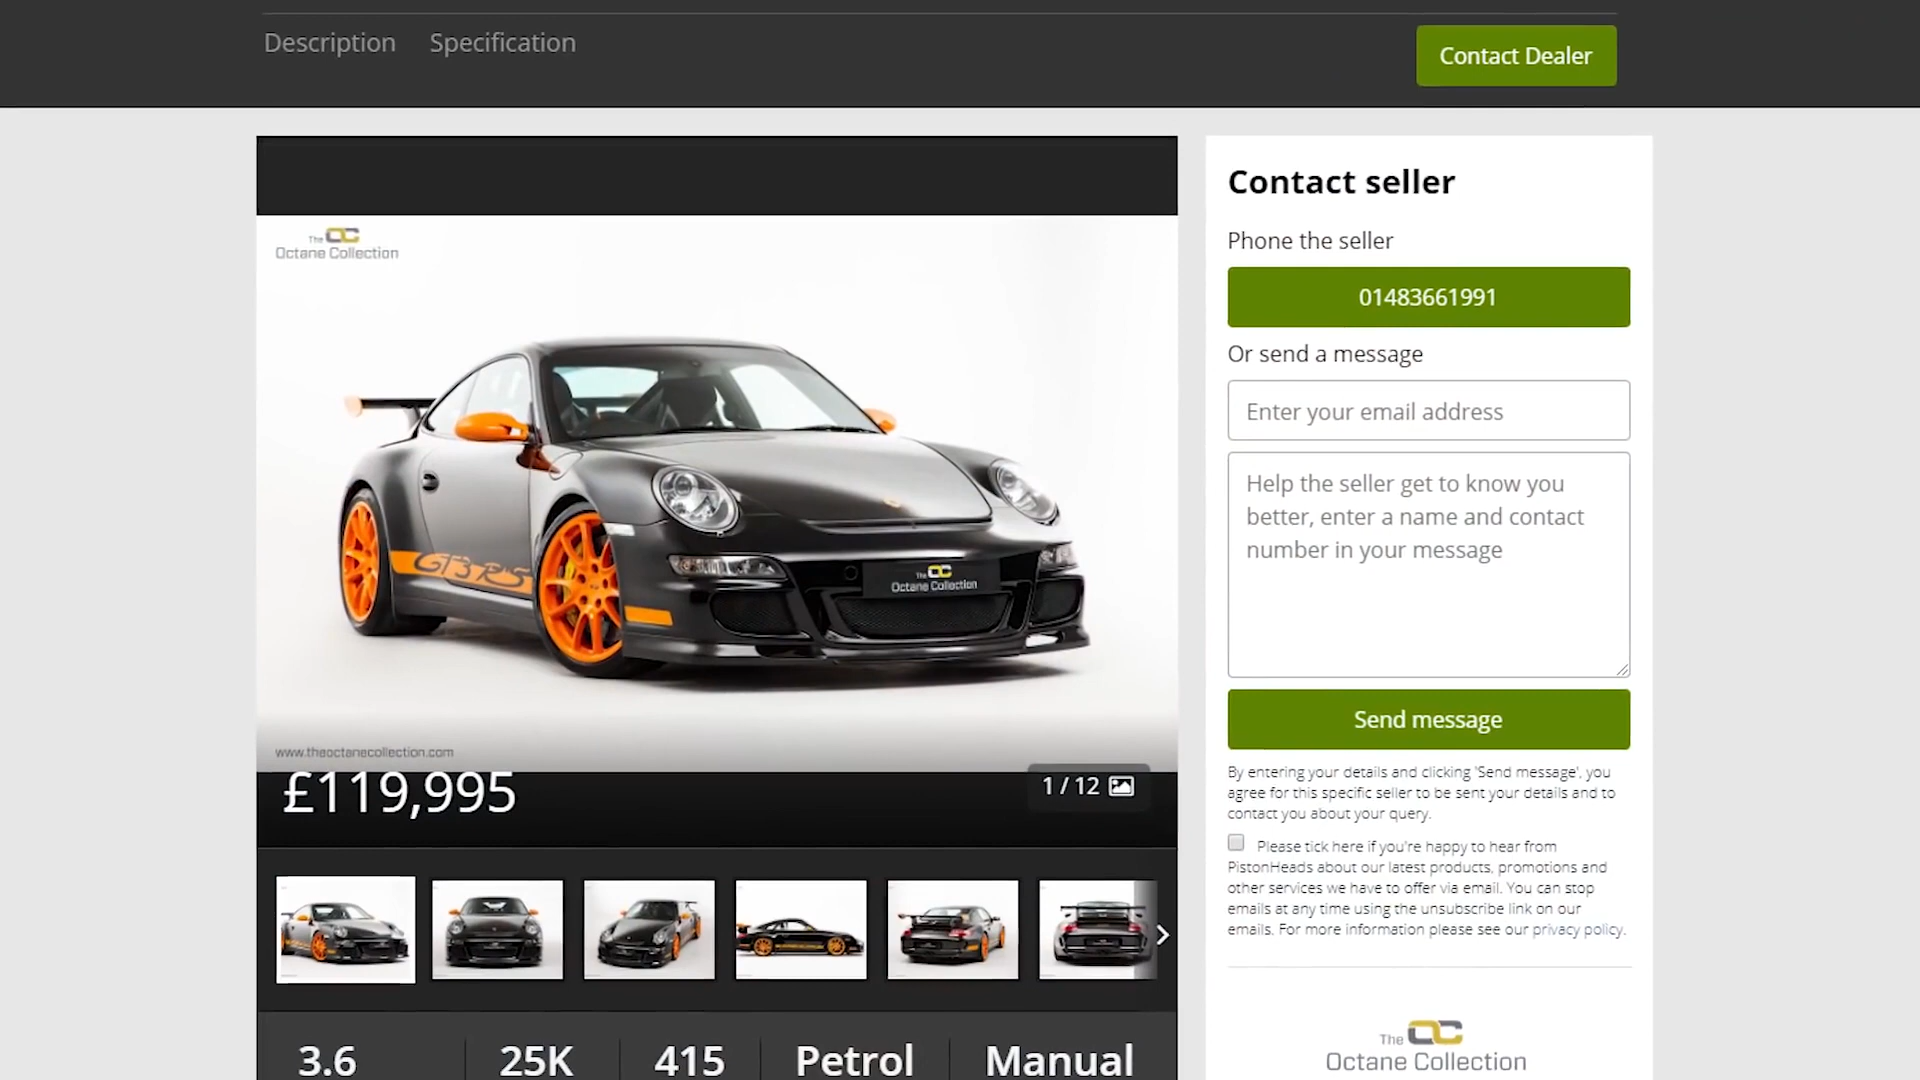 Description
Specification
Contact Dealer
The OC
Octane Collection
GT3 RS
The OC
Octane Collection
www.theoctanecollection.com
£119,995
1 / 12
3.6
25K
415
Petrol
Manual
Contact seller
Phone the seller
01483661991
Or send a message
Enter your email address
Help the seller get to know you
better, enter a name and contact
number in your message
Send message
By entering your details and clicking 'Send message', you
agree for this specific seller to be sent your details and to
contact you about your query.
Please tick here if you're happy to hear from
PistonHeads about our latest products, promotions and
other services we have to offer via email. You can stop
emails at any time using the unsubscribe link on our
emails. For more information please see our privacy policy.
The OC
Octane Collection